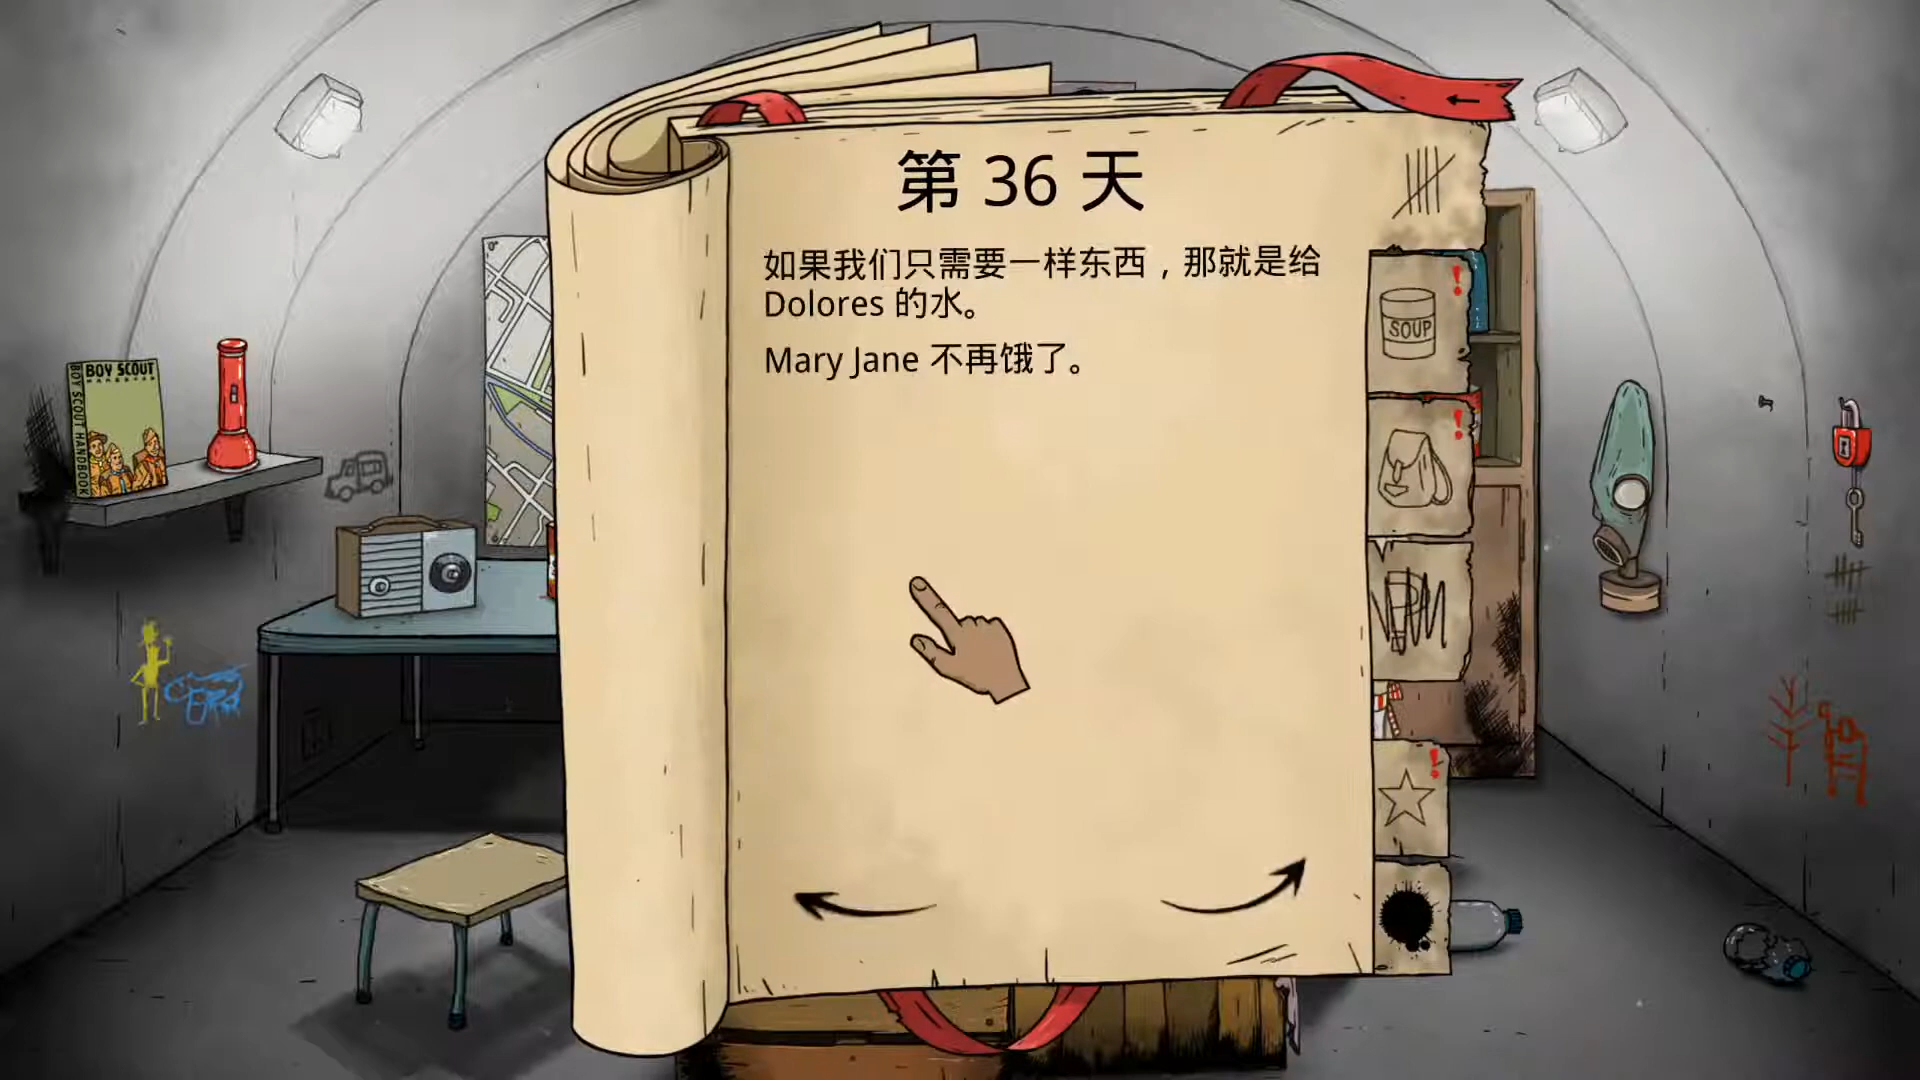 第 36 天
如果我们只需要一样东西，那就是给
Dolores 的水。
Mary Jane 不再饿了。
BOY SCOUT
HANDBOOK
BOY SCOUT HANDBOOK
SOUP